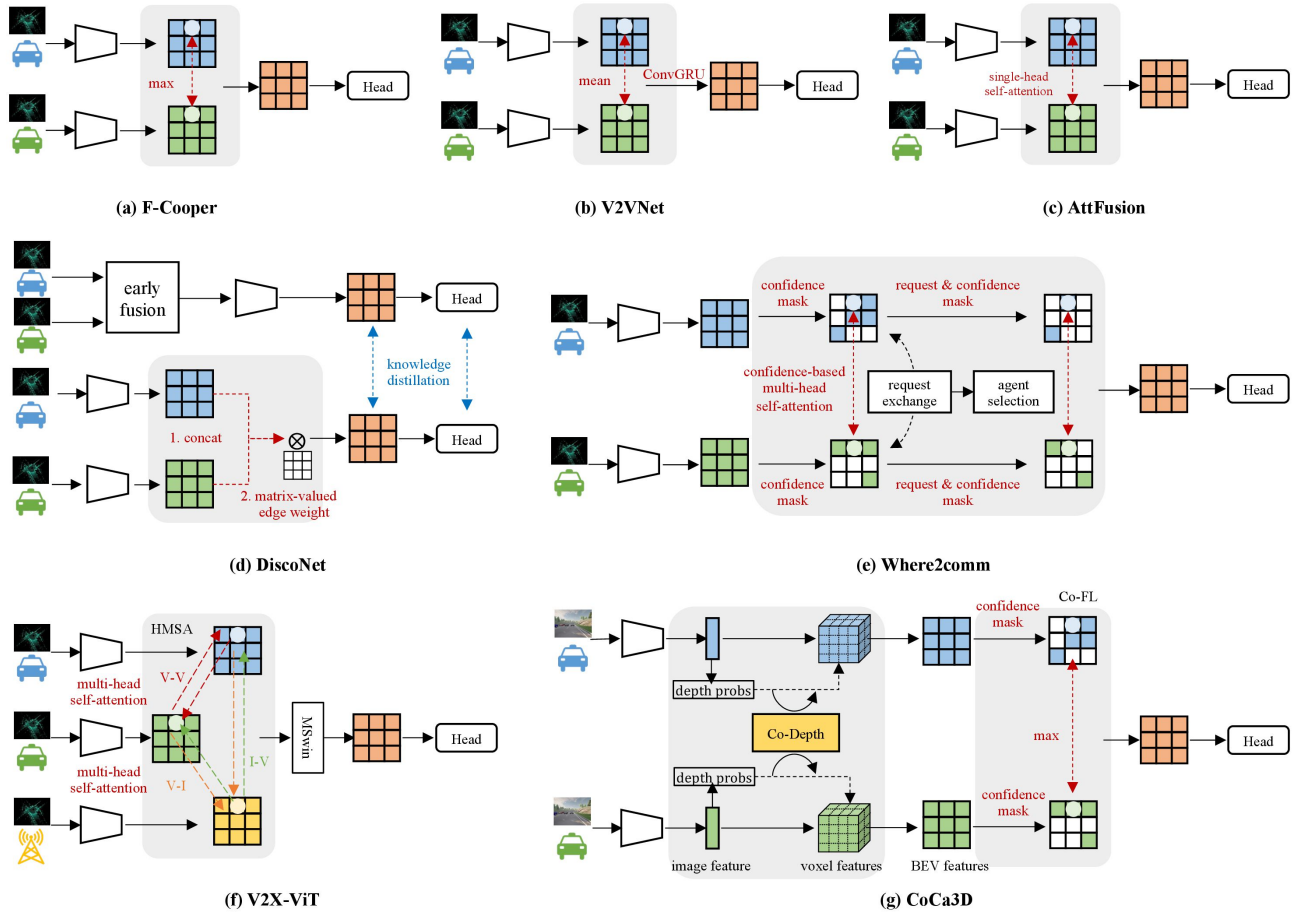 max
Head
(a) F-Cooper
mean
ConvGRU
Head
(b) V2VNet
single-head
self-attention
Head
(c) AttFusion
early
fusion
Head
knowledge
distillation
1. concat
2. matrix-valued
edge weight
Head
(d) DiscoNet
confidence
mask
request & confidence
mask
confidence-based
multi-head
self-attention
request
exchange
agent
selection
Head
confidence
mask
request & confidence
mask
(e) Where2comm
HMSA
V-V
multi-head
self-attention
MSwin
Head
I-V
multi-head
self-attention
V-I
(f) V2X-ViT
Co-FL
confidence
mask
depth probs
Co-Depth
max
Head
depth probs
confidence
mask
image feature
voxel features
BEV features
(g) CoCa3D